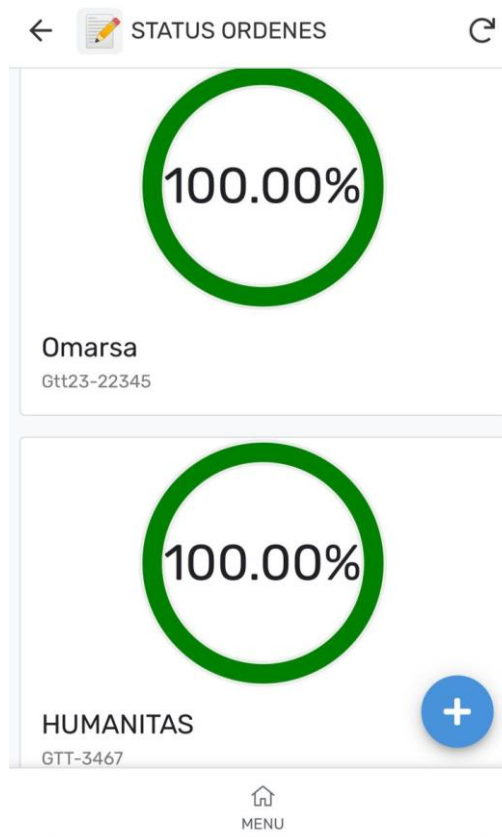 STATUS ORDENES
100.00%
Omarsa
Gtt23-22345
100.00%
HUMANITAS
GTT-3467
MENU